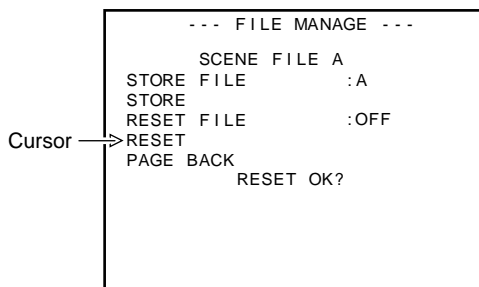 --- FILE MANAGE ---
SCENE FILE A
STORE FILE :A
STORE
RESET FILE :OFF
Cursor RESET
PAGE BACK
RESET OK?